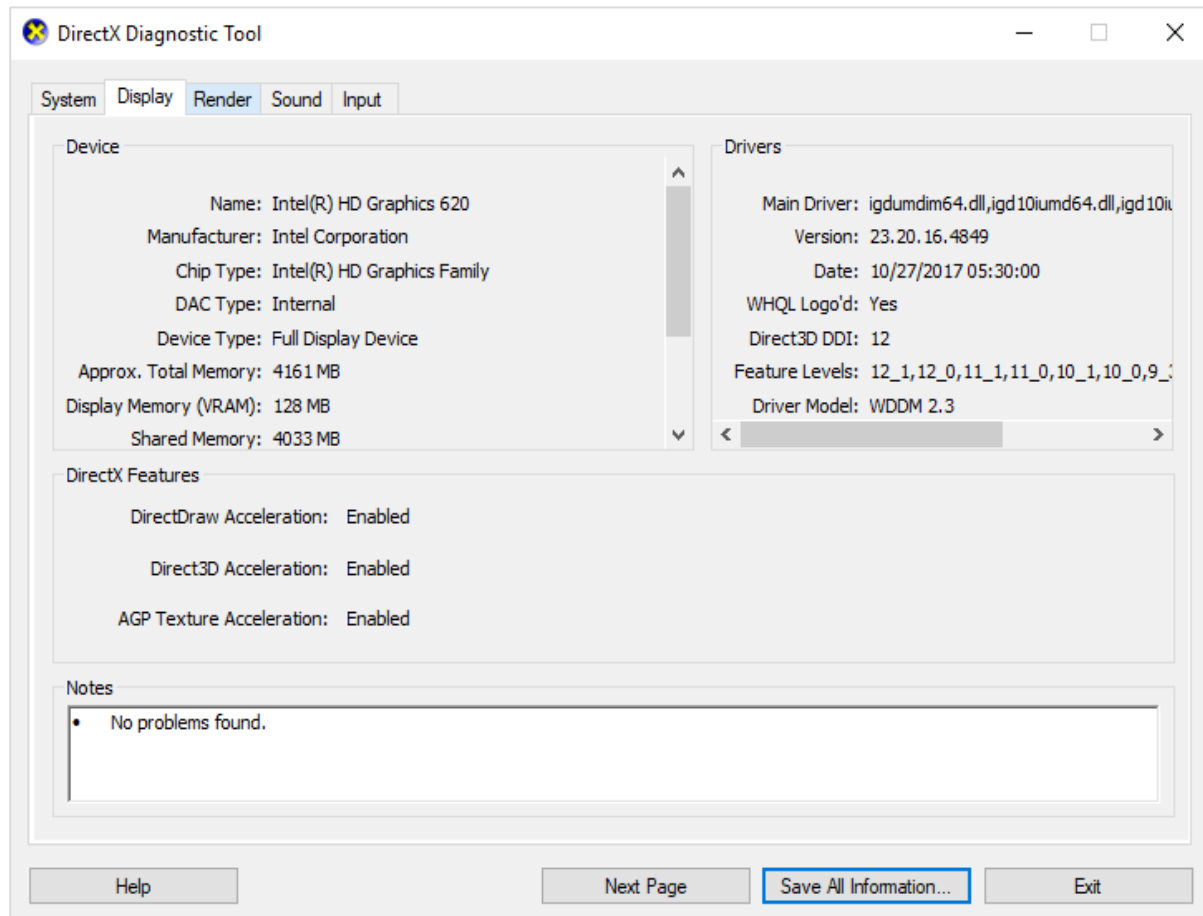 DirectX Diagnostic Tool
System Display Render Sound Input
Device
Name: Intel(R) HD Graphics 620
Manufacturer: Intel Corporation
Chip Type: Intel(R) HD Graphics Family
DAC Type: Internal
Device Type: Full Display Device
Approx. Total Memory: 4161 MB
Display Memory (VRAM): 128 MB
Shared Memory: 4033 MB
Drivers
Main Driver: igdumdim64.dll,igd10iumd64.dll,igd10iu
Version: 23.20.16.4849
Date: 10/27/2017 05:30:00
WHQL Logo'd: Yes
Direct3D DDI: 12
Feature Levels: 12_1,12_0,11_1,11_0,10_1,10_0,9_3
Driver Model: WDDM 2.3
DirectX Features
DirectDraw Acceleration: Enabled
Direct3D Acceleration: Enabled
AGP Texture Acceleration: Enabled
Notes
• No problems found.
Help Next Page Save All Information... Exit